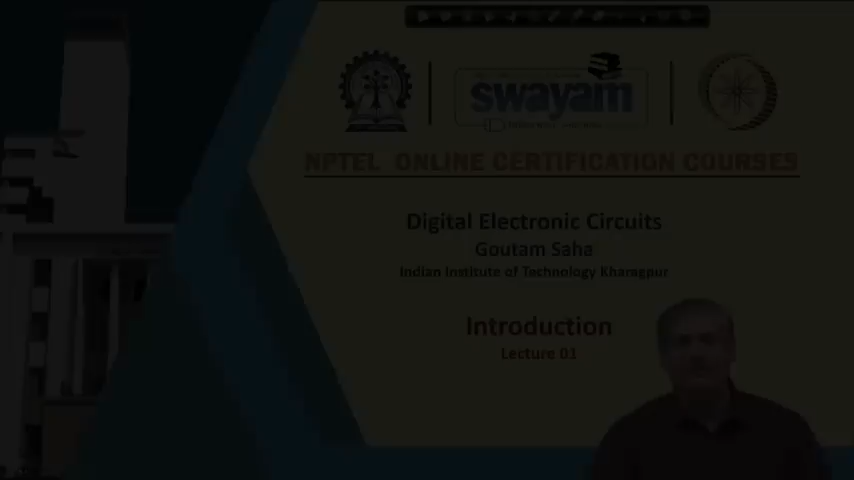 swayam
NPTEL ONLINE CERTIFICATION COURSES
Digital Electronic Circuits
Goutam Saha
Indian Institute of Technology Kharagpur
Introduction
Lecture 01